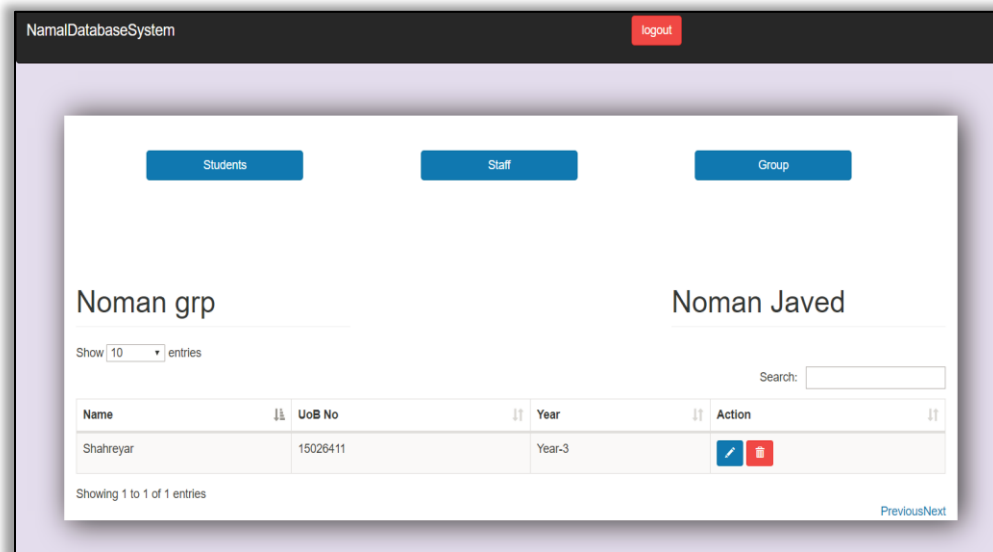 NamalDatabaseSystem logout
Students Staff Group
Noman grp Noman Javed
Show 10 entries
Search:
Name UoB No Year Action
Shahreyar 15026411 Year-3
Showing 1 to 1 of 1 entries
PreviousNext